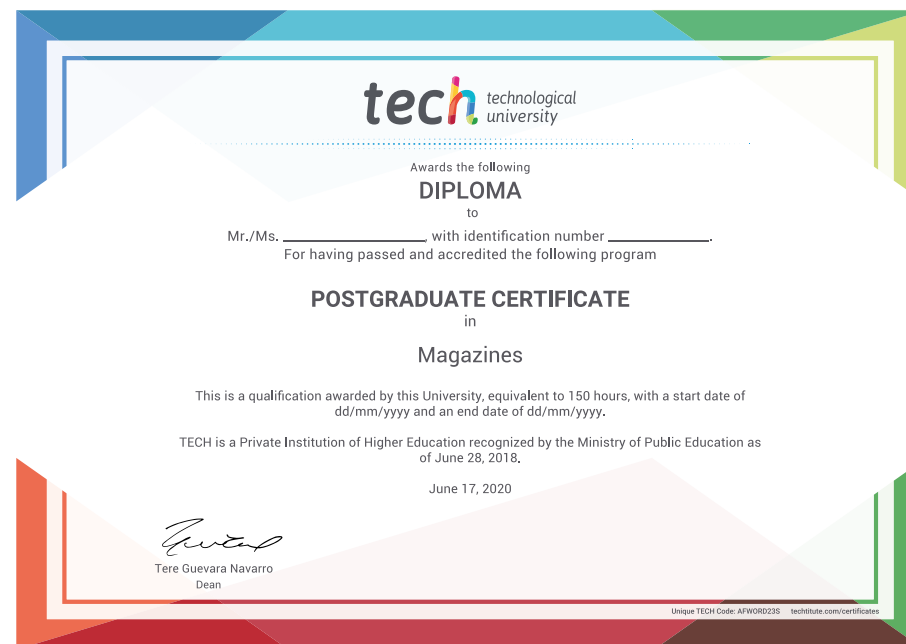 tech technological
university
Awards the following
DIPLOMA
to
Mr./Ms. ____________________, with identification number ______________.
For having passed and accredited the following program
POSTGRADUATE CERTIFICATE
in
Magazines
This is a qualification awarded by this University, equivalent to 150 hours, with a start date of
dd/mm/yyyy and an end date of dd/mm/yyyy.
TECH is a Private Institution of Higher Education recognized by the Ministry of Public Education as
of June 28, 2018.
June 17, 2020
Tere Guevara Navarro
Dean
Unique TECH Code: AFWORD23S techtitute.com/certificates